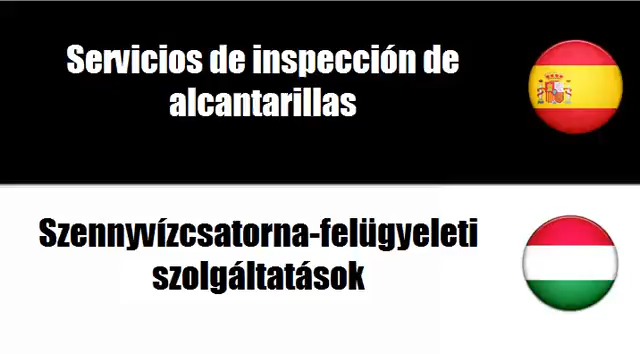 Servicios de inspección de
alcantarillas
Szennyvízcsatorna-felügyeleti
szolgáltatások